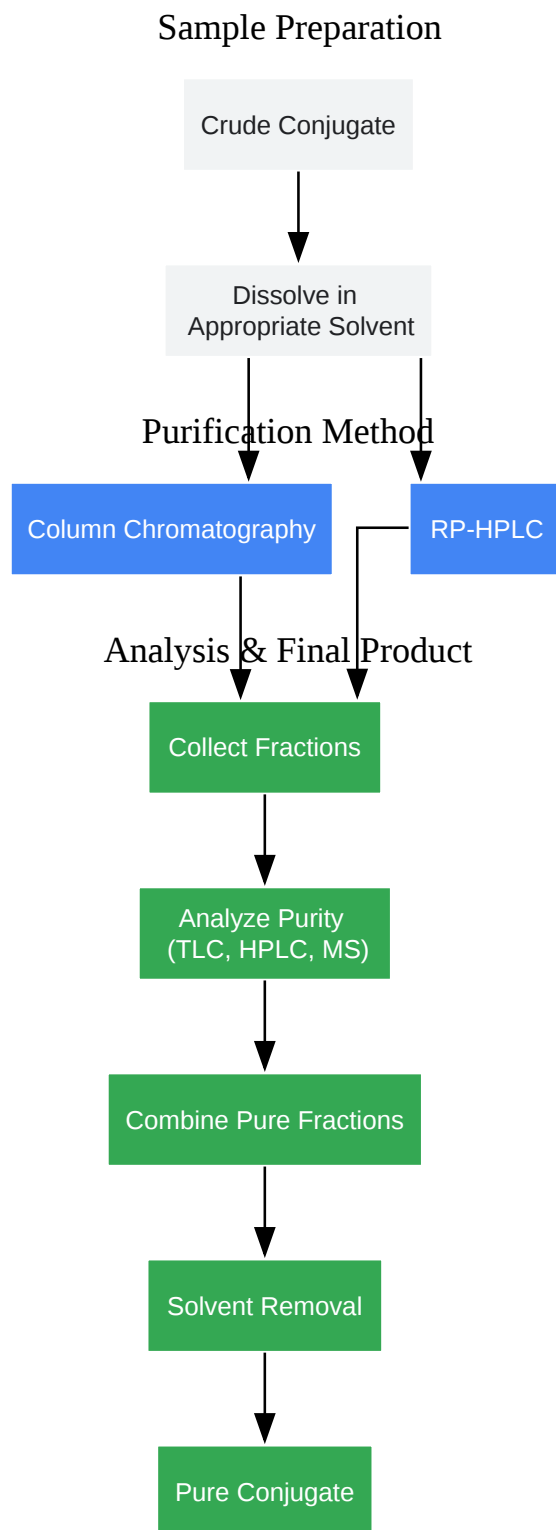 Sample Preparation
Crude Conjugate
Dissolve in
Appropriate Solvent
Purification Method
Column Chromatography
RP-HPLC
Analysis & Final Product
Collect Fractions
Analyze Purity
(TLC, HPLC, MS)
Combine Pure Fractions
Solvent Removal
Pure Conjugate